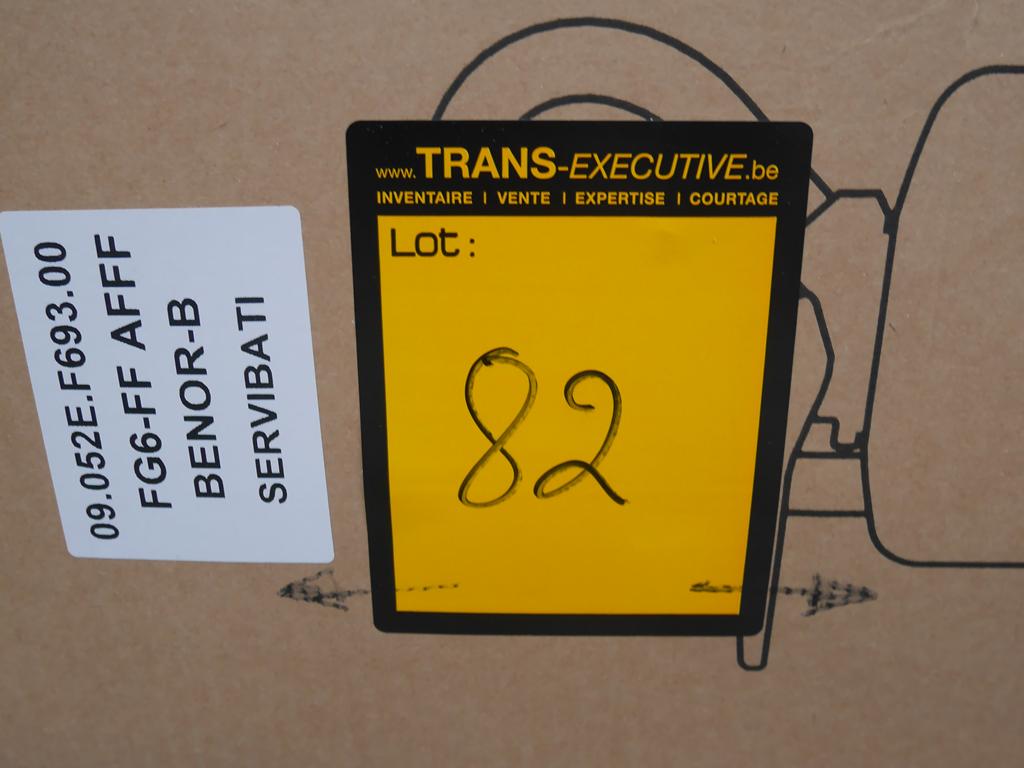 09.052E.F693.00
FG6-FF AFFF
BENOR-B
SERVIBATI
www.TRANS-EXECUTIVE.be
INVENTAIRE | VENTE | EXPERTISE | COURTAGE
Lot :
82